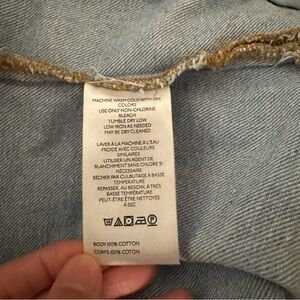 MACHINE WASH COLD WITH LIKE
COLORS
USE ONLY NON-CHLORINE
BLEACH
TUMBLE DRY LOW
LOW IRON AS NEEDED
MAY BE DRY CLEANED
LAVER À LA MACHINE À L'EAU
FROIDE AVEC COULEURS
SIMILAIRES
UTILISER UN AGENT DE
BLANCHIMENT SANS CHLORE SI
NÉCESSAIRE
SÉCHER PAR CULBUTAGE À BASSE
TEMPÉRATURE
REPASSER, AU BESOIN, À TRÈS
BASSE TEMPÉRATURE
PEUT-ÊTRE ÊTRE NETTOYÉE
À SEC
BODY 100% COTTON
CORPS 100% COTON